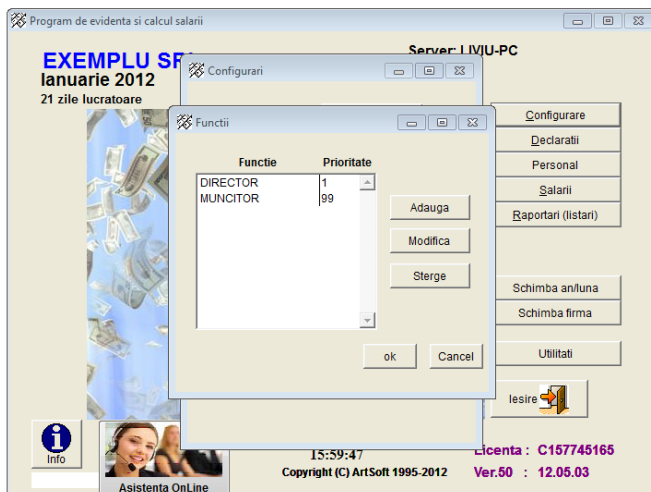 Program de evidenta si calcul salarii
EXEMPLU SR
Server: LIVIU-PC
Ianuarie 2012
21 zile lucratoare
Configurari
Functii
Functie Prioritate
DIRECTOR 1
MUNCITOR 99
Adauga
Modifica
Sterge
ok Cancel
Configurare
Declaratii
Personal
Salarii
Raportari (listari)
Schimba an/luna
Schimba firma
Utilitati
Iesire
Info
Asistenta OnLine
15:59:47
Copyright (C) ArtSoft 1995-2012
Licenta : C157745165
Ver.50 : 12.05.03